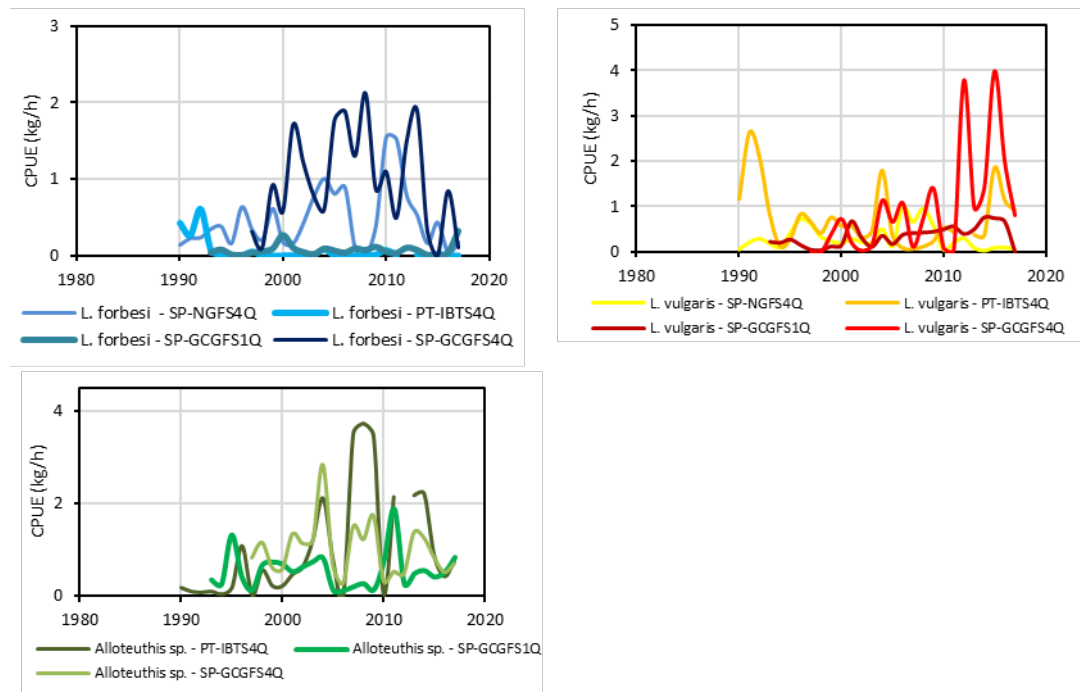 3
2
1
0
CPUE (kg/h)
1980 1990 2000 2010 2020
L. forbesi - SP-NGFS4Q L. forbesi - PT-IBTS4Q
L. forbesi - SP-GCGFS1Q L. forbesi - SP-GCGFS4Q
5
4
3
2
1
0
CPUE (kg/h)
1980 1990 2000 2010 2020
L. vulgaris - SP-NGFS4Q L. vulgaris - PT-IBTS4Q
L. vulgaris - SP-GCGFS1Q L. vulgaris - SP-GCGFS4Q
4
2
0
CPUE (kg/h)
1980 1990 2000 2010 2020
Alloteuthis sp. - PT-IBTS4Q Alloteuthis sp. - SP-GCGFS1Q
Alloteuthis sp. - SP-GCGFS4Q